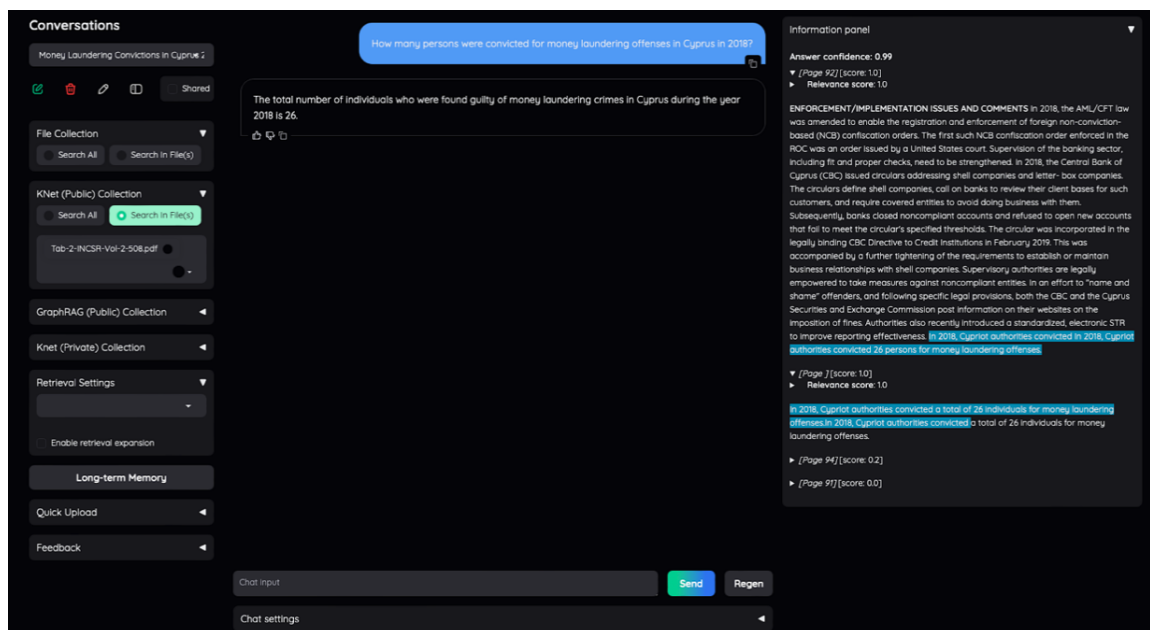 Conversations
Money Laundering Convictions in Cyprus 2
Shared
File Collection
Search All
Search In File(s)
KNet (Public) Collection
Search All
Search In File(s)
Tab-2-INCSR-Vol-2-508.pdf
GraphRAG (Public) Collection
Knet (Private) Collection
Retrieval Settings
Enable retrieval expansion
Long-term Memory
Quick Upload
Feedback
How many persons were convicted for money laundering offenses in Cyprus in 2018?
The total number of individuals who were found guilty of money laundering crimes in Cyprus during the year
2018 is 26.
Chat input
Send
Regen
Chat settings
Information panel
Answer confidence: 0.99
[Page 92] [score: 1.0]
Relevance score: 1.0
ENFORCEMENT/IMPLEMENTATION ISSUES AND COMMENTS In 2018, the AML/CFT law
was amended to enable the registration and enforcement of foreign non-conviction-
based (NCB) confiscation orders. The first such NCB confiscation order enforced in the
ROC was an order issued by a United States court. Supervision of the banking sector,
including fit and proper checks, need to be strengthened. In 2018, the Central Bank of
Cyprus (CBC) issued circulars addressing shell companies and letter- box companies.
The circulars define shell companies, call on banks to review their client bases for such
customers, and require covered entities to avoid doing business with them.
Subsequently, banks closed noncompliant accounts and refused to open new accounts
that fail to meet the circular's specified thresholds. The circular was incorporated in the
legally binding CBC Directive to Credit Institutions in February 2019. This was
accompanied by a further tightening of the requirements to establish or maintain
business relationships with shell companies. Supervisory authorities are legally
empowered to take measures against noncompliant entities. In an effort to "name and
shame" offenders, and following specific legal provisions, both the CBC and the Cyprus
Securities and Exchange Commission post information on their websites on the
imposition of fines. Authorities also recently introduced a standardized, electronic STR
to improve reporting effectiveness. In 2018, Cypriot authorities convicted In 2018, Cypriot
authorities convicted 26 persons for money laundering offenses.
[Page ] [score: 1.0]
Relevance score: 1.0
In 2018, Cypriot authorities convicted a total of 26 individuals for money laundering
offenses.In 2018, Cypriot authorities convicted a total of 26 individuals for money
laundering offenses.
[Page 94] [score: 0.2]
[Page 91] [score: 0.0]